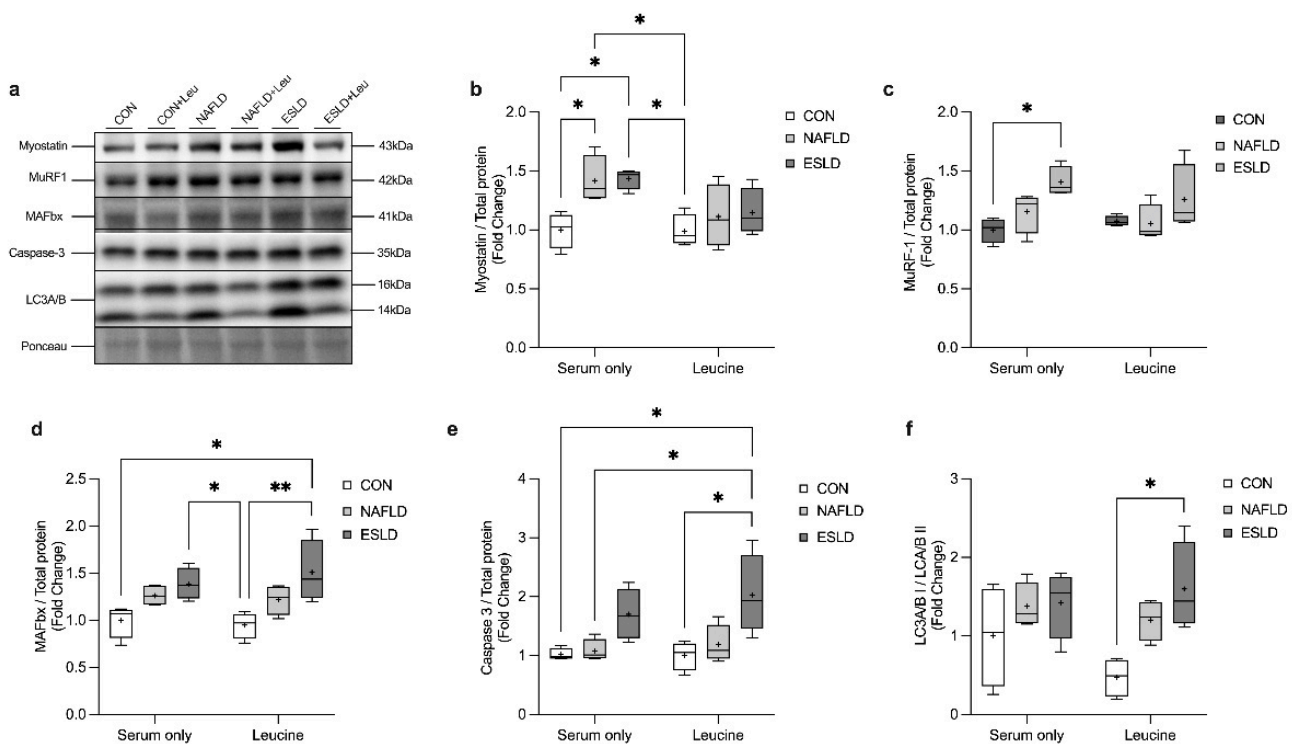 a
CON
CON+Leu
NAFLD
NAFLD+Leu
ESLD
ESLD+Leu
Myostatin
43kDa
MuRF1
42kDa
MAFbx
41kDa
Caspase-3
35kDa
LC3A/B
16kDa
14kDa
Ponceau
b
Myostatin / Total protein
(Fold Change)
2.0
1.5
1.0
0.5
0.0
*
*
*
*
CON
NAFLD
ESLD
Serum only
Leucine
c
MuRF-1 / Total protein
(Fold Change)
2.0
1.5
1.0
0.5
0.0
*
CON
NAFLD
ESLD
Serum only
Leucine
d
MAFbx / Total protein
(Fold Change)
2.5
2.0
1.5
1.0
0.5
0.0
*
*
**
CON
NAFLD
ESLD
Serum only
Leucine
e
Caspase 3 / Total protein
(Fold Change)
4
3
2
1
0
*
*
*
CON
NAFLD
ESLD
Serum only
Leucine
f
LC3A/B I / LCA/B II
(Fold Change)
3
2
1
0
*
CON
NAFLD
ESLD
Serum only
Leucine